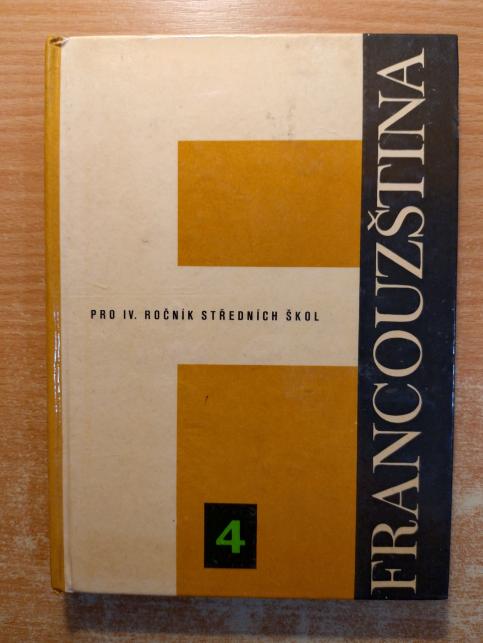 FRANCOUZŠTINA
PRO IV. ROČNÍK STŘEDNÍCH ŠKOL
4